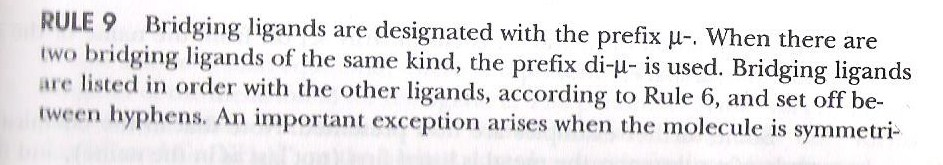 RULE 9 Bridging ligands are designated with the prefix μ-. When there are
two bridging ligands of the same kind, the prefix di-μ- is used. Bridging ligands
are listed in order with the other ligands, according to Rule 6, and set off be-
tween hyphens. An important exception arises when the molecule is symmetri-